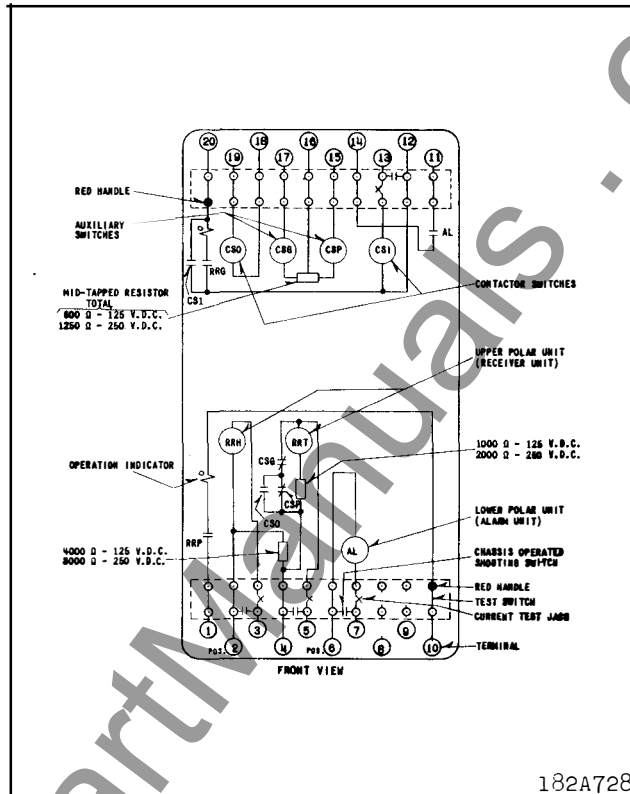 20 19 18 17 16 15 14 13 12 11
RED HANDLE
AUXILIARY
SWITCHES
AL
RRG
CSO
CSG
CSP
CS1
CS1
MID-TAPPED RESISTOR
TOTAL
600 Ω - 125 V.D.C.
1250 Ω - 250 V.D.C.
CONTACTOR SWITCHES
UPPER POLAR UNIT
(RECEIVER UNIT)
RRH
RRT
CSG
1000 Ω - 125 V.D.C.
2000 Ω - 250 V.D.C.
OPERATION INDICATOR
CSP
CSO
LOWER POLAR UNIT
(ALARM UNIT)
RRP
AL
4000 Ω - 125 V.D.C.
8000 Ω - 250 V.D.C.
CHASSIS OPERATED
SHORTING SWITCH
RED HANDLE
TEST SWITCH
CURRENT TEST JACK
1 2 3 4 5 6 7 8 9 10
POS. POS.
TERMINAL
FRONT VIEW
182A728
artManuals .